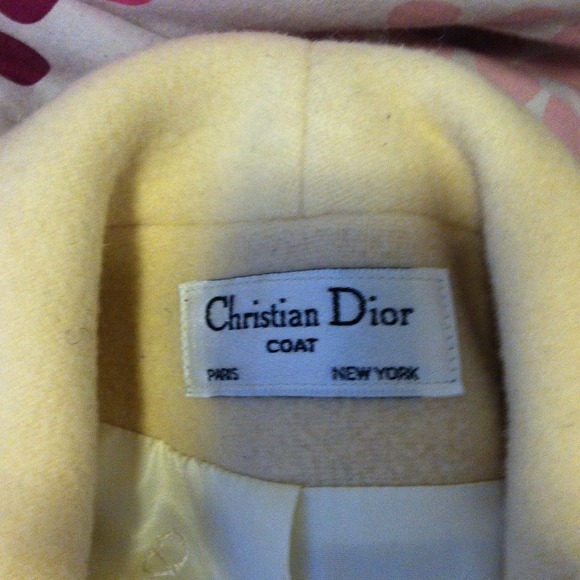 Christian Dior
COAT
PARIS NEW YORK